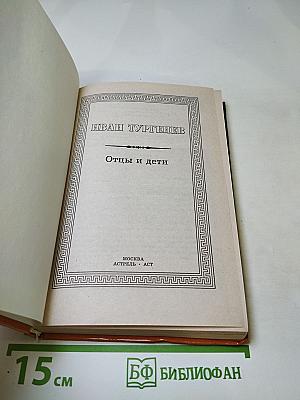 ИВАН ТУРГЕНЕВ
Отцы и дети
МОСКВА
АСТРЕЛЬ • АСТ
15 см
БФ БИБЛИОФАН